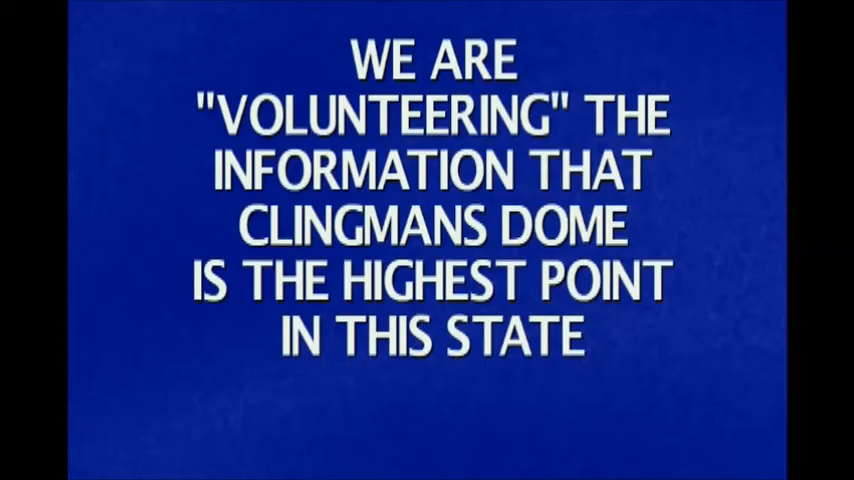 WE ARE
"VOLUNTEERING" THE
INFORMATION THAT
CLINGMANS DOME
IS THE HIGHEST POINT
IN THIS STATE